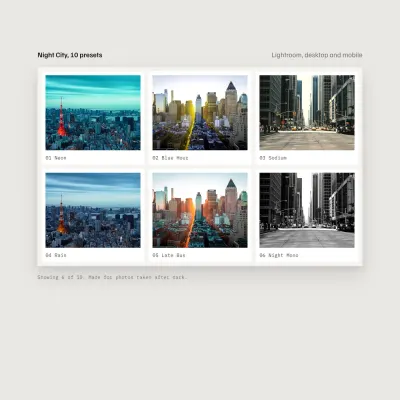 Night City, 10 presets
Lightroom, desktop and mobile
01 Neon
02 Blue Hour
03 Sodium
04 Rain
05 Late Bus
06 Night Mono
Showing 6 of 10. Made for photos taken after dark.